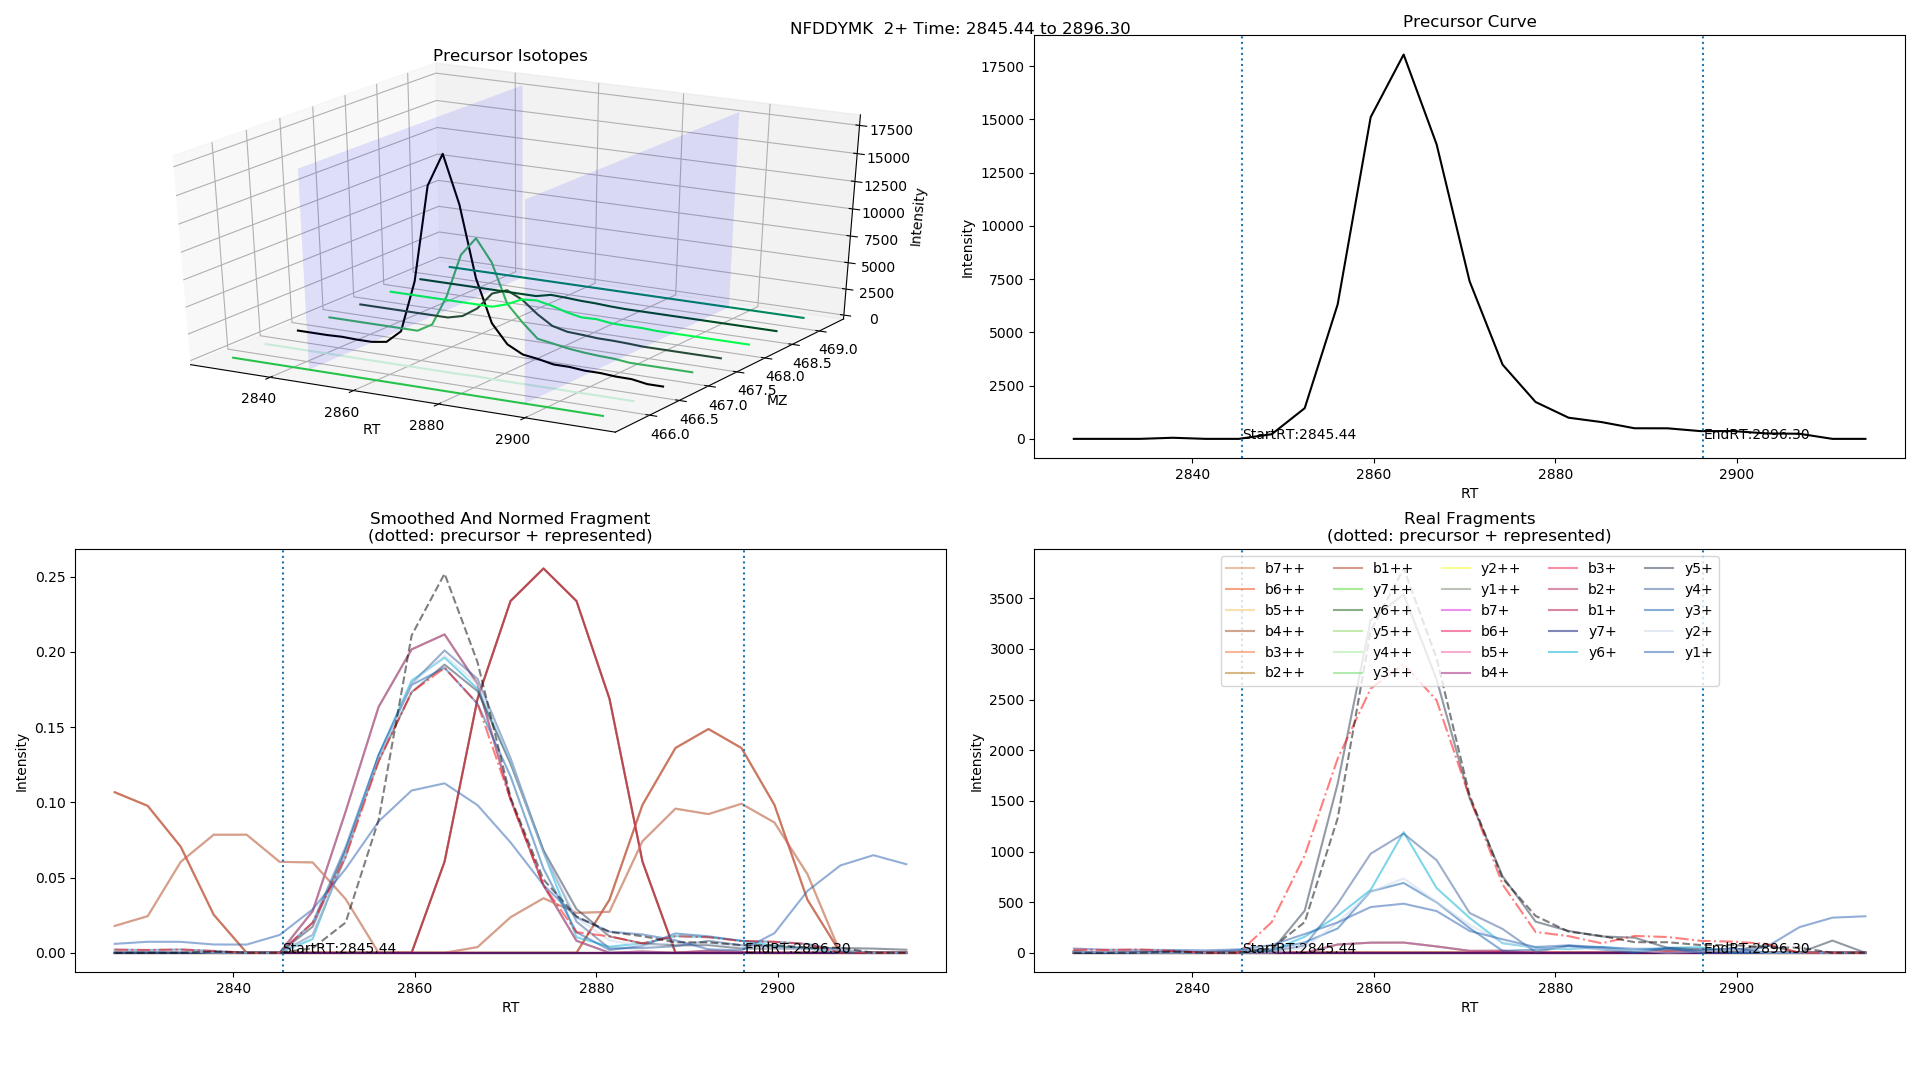 NFDDYMK  2+ Time: 2845.44 to 2896.30
Precursor Isotopes
17500
15000
12500
10000
7500
5000
2500
0
Intensity
2840
2860
2880
2900
RT
466.0
466.5
467.0
467.5
468.0
468.5
469.0
MZ
Precursor Curve
17500
15000
12500
10000
7500
5000
2500
0
Intensity
StartRT:2845.44
EndRT:2896.30
2840
2860
2880
2900
RT
Smoothed And Normed Fragment
(dotted: precursor + represented)
0.25
0.20
0.15
0.10
0.05
0.00
Intensity
StartRT:2845.44
EndRT:2896.30
2840
2860
2880
2900
RT
Real Fragments
(dotted: precursor + represented)
b7++ b1++ y2++ b3+ y5+
b6++ y7++ y1++ b2+ y4+
b5++ y6++ b7+ b1+ y3+
b4++ y5++ b6+ y7+ y2+
b3++ y4++ b5+ y6+ y1+
b2++ y3++ b4+
3500
3000
2500
2000
1500
1000
500
0
Intensity
StartRT:2845.44
EndRT:2896.30
2840
2860
2880
2900
RT